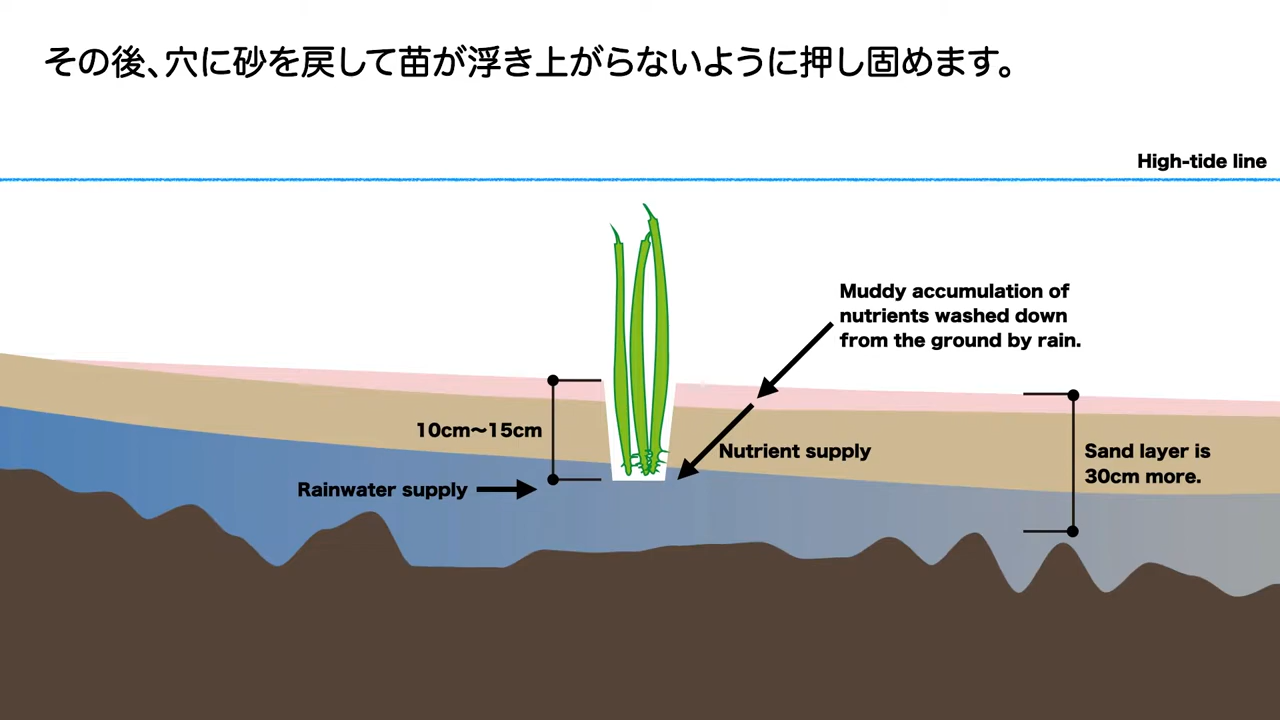 その後、穴に砂を戻して苗が浮き上がらないように押し固めます。
High-tide line
Muddy accumulation of
nutrients washed down
from the ground by rain.
10cm〜15cm
Nutrient supply
Sand layer is
30cm more.
Rainwater supply